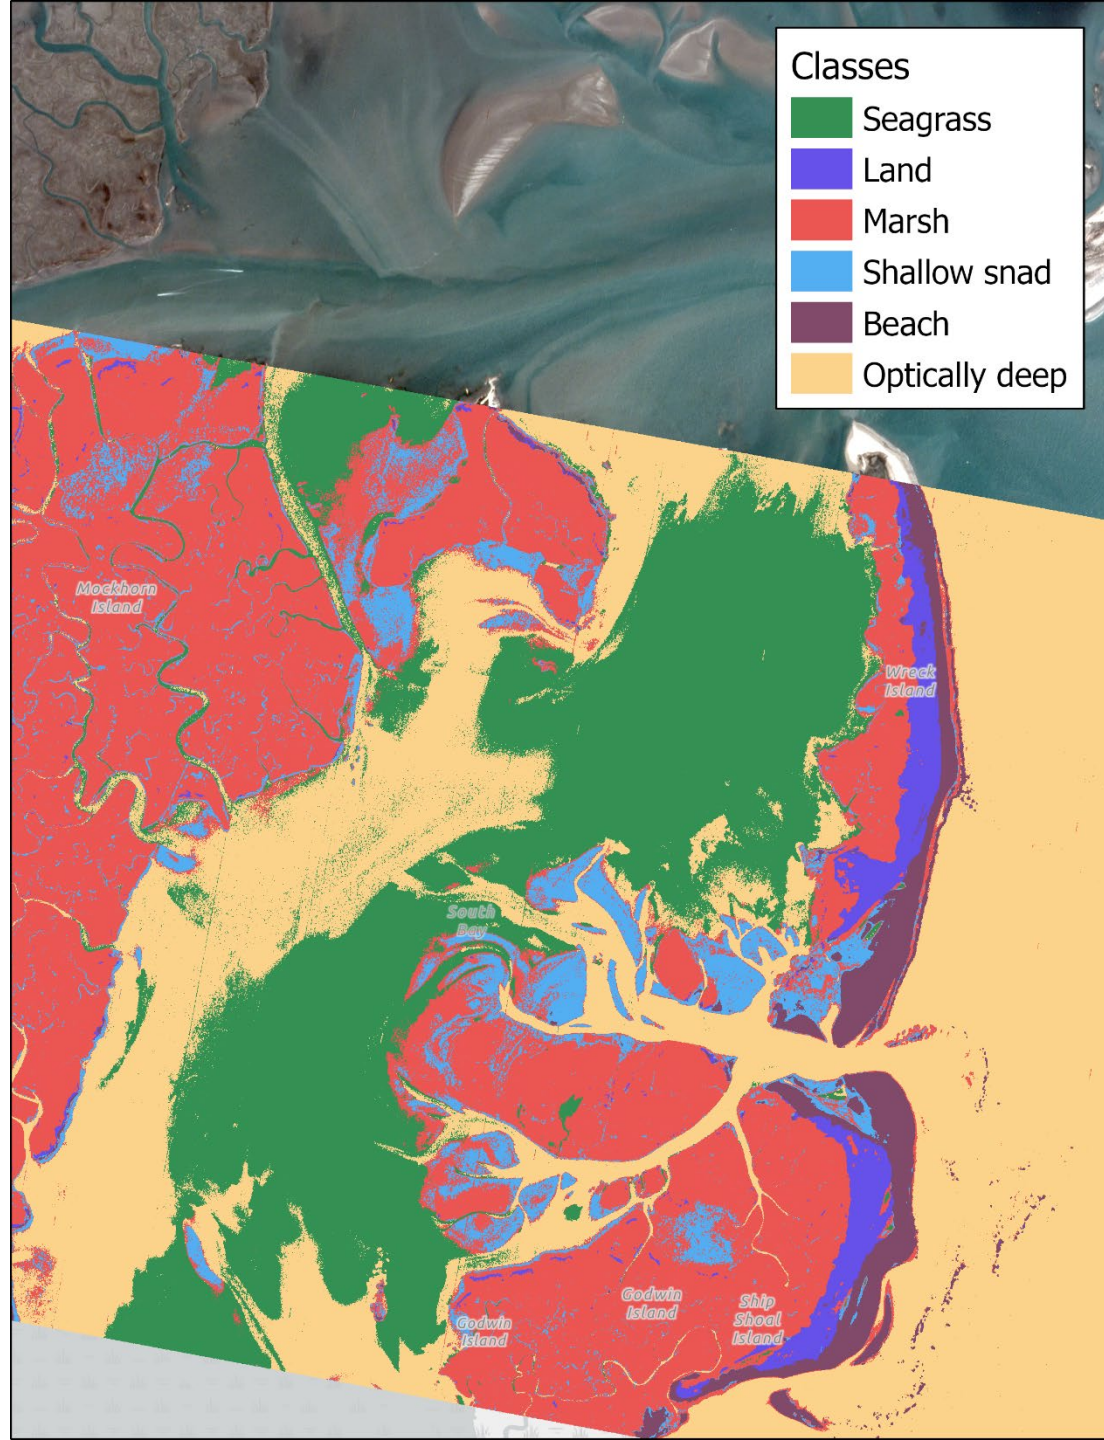 Classes
Seagrass
Land
Marsh
Shallow snad
Beach
Optically deep
Mockhorn
Island
Wreck
Island
South
Bay
Godwin
Island
Ship
Shoal
Island
Godwin
Island